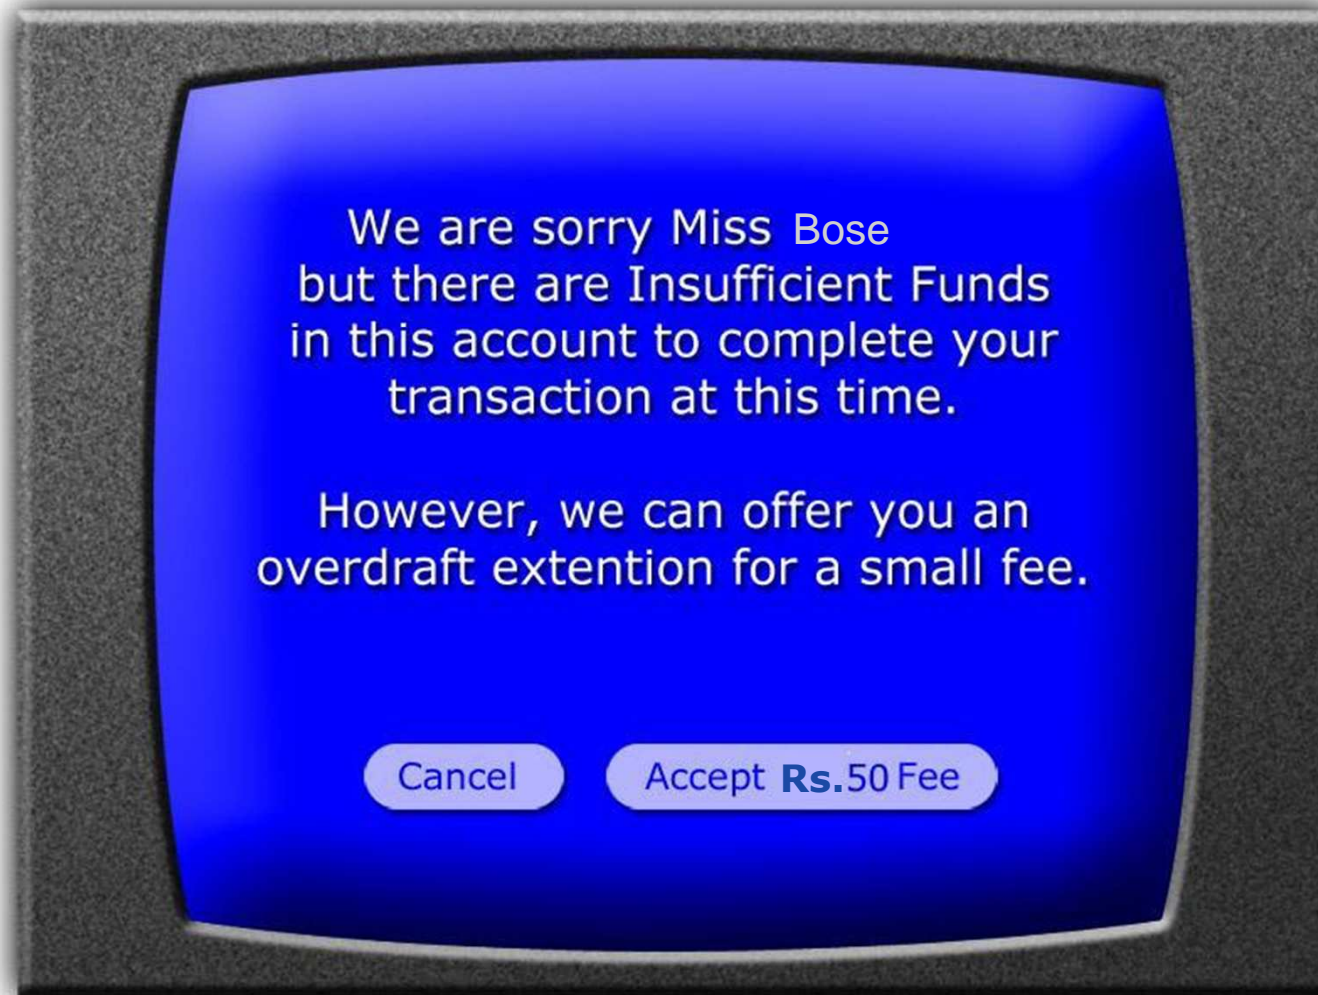 We are sorry Miss Bose
but there are Insufficient Funds
in this account to complete your
transaction at this time.
However, we can offer you an
overdraft extention for a small fee.
Cancel
Accept Rs.50 Fee